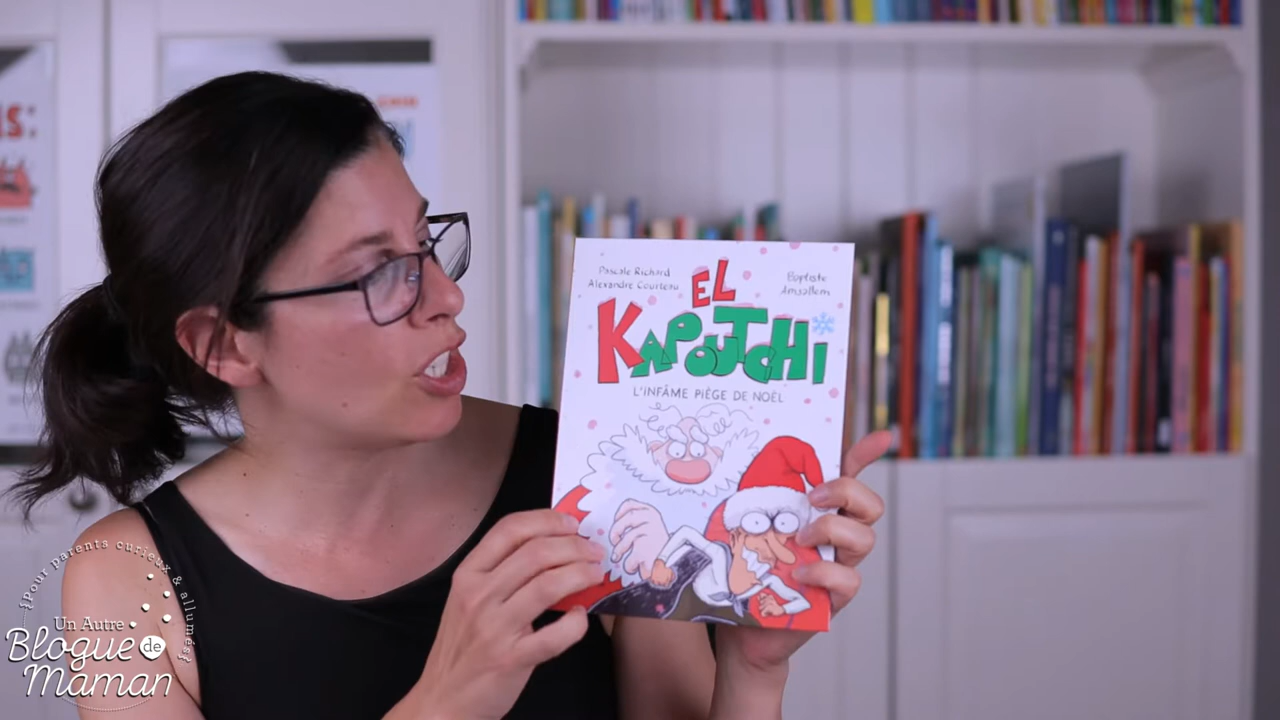 is:
Pascale Richard
Alexandre Courteau
Baptiste
Amsallem
EL
KAPOUTCHI
L'INFÂME PIÈGE DE NOËL
{Pour parents curieux & allumés}
Un Autre
Blogue de
Maman